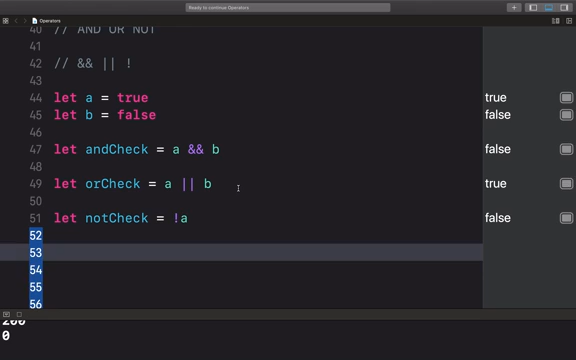 Ready to continue Operators
Operators
40 // AND OR NOT
41
42 // && || !
43
44 let a = true true
45 let b = false false
46
47 let andCheck = a && b false
48
49 let orCheck = a || b true
50
51 let notCheck = !a false
52
53
54
55
56
200
0